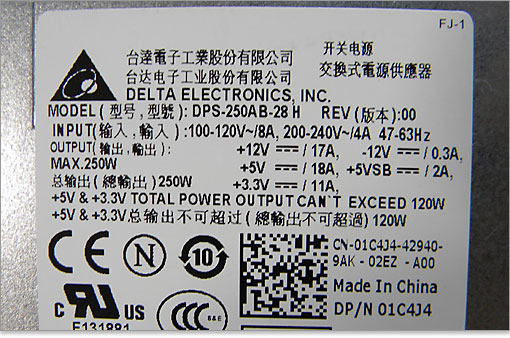 FJ-1
台達電子工業股份有限公司
台达电子工业股份有限公司
DELTA ELECTRONICS, INC.
开关电源
交換式電源供應器
MODEL (型号, 型號): DPS-250AB-28 H REV (版本):00
INPUT(输入, 輸入) :100-120V~/8A, 200-240V~/4A 47-63Hz
OUTPUT(输出, 輸出): +12V / 17A, -12V / 0.3A,
MAX.250W +5V / 18A, +5VSB / 2A,
总输出 ( 總輸出) 250W +3.3V / 11A,
+5V & +3.3V TOTAL POWER OUTPUT CAN'T EXCEED 120W
+5V & +3.3V总输出不可超过 ( 總輸出不可超過) 120W
CE N 10
CN-01C4J4-42940-
9AK - 02EZ - A00
Made in China
DP/N 01C4J4
c RU US
E131881
CCC S&E